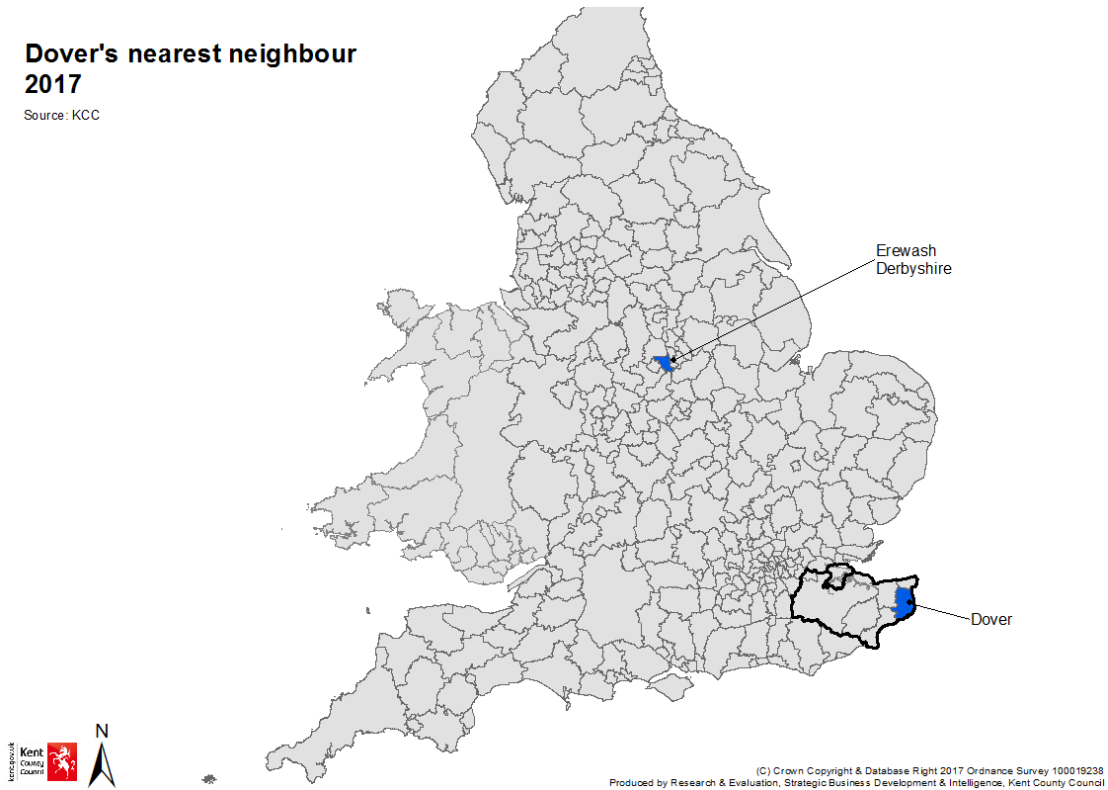 Dover's nearest neighbour
2017
Source: KCC
Erewash
Derbyshire
Dover
N
kent.gov.uk
Kent
County
Council
(C) Crown Copyright & Database Right 2017 Ordnance Survey 100019238
Produced by Research & Evaluation, Strategic Business Development & Intelligence, Kent County Council